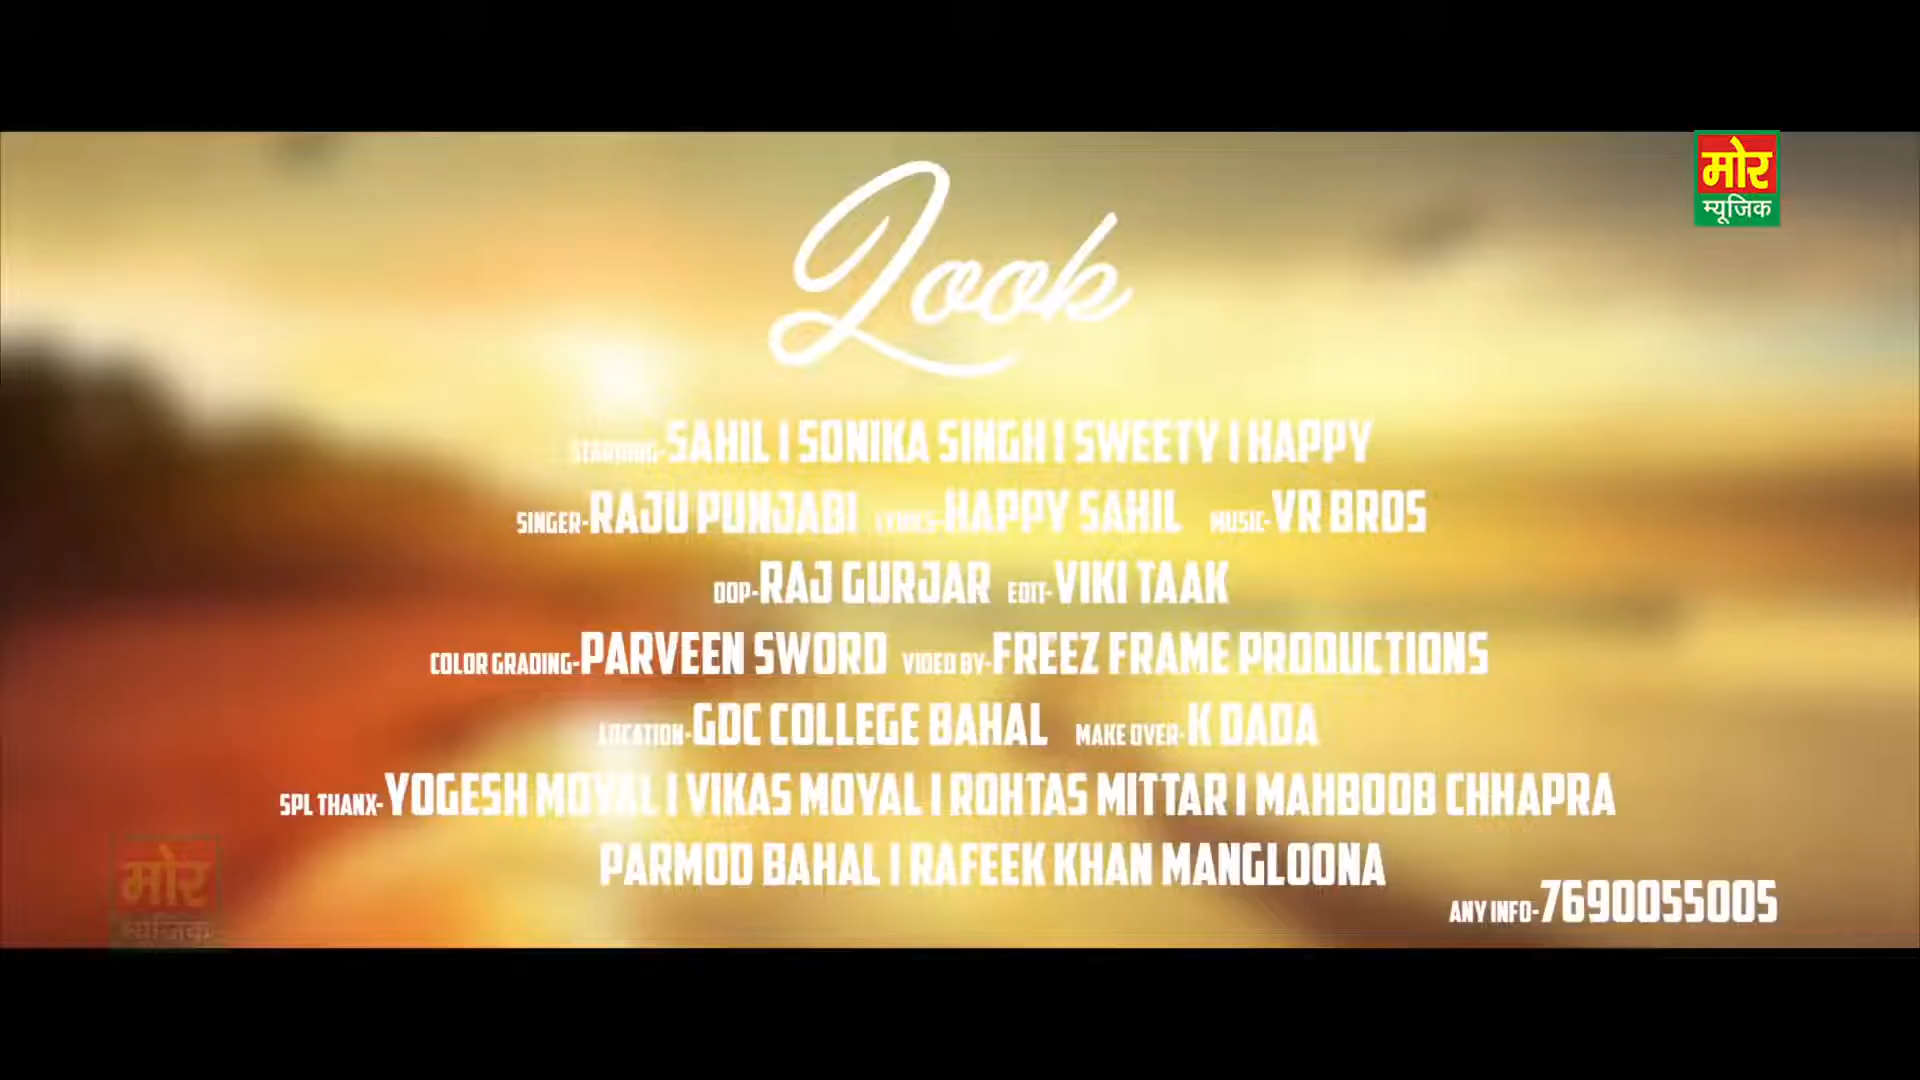 मोर
म्यूजिक
Look
STARRING-SAHIL I SONIKA SINGH I SWEETY I HAPPY
SINGER-RAJU PUNJABI LYRICS-HAPPY SAHIL MUSIC-VR BROS
DOP-RAJ GURJAR EDIT-VIKI TAAK
COLOR GRADING-PARVEEN SWORD VIDEO BY-FREEZ FRAME PRODUCTIONS
LOCATION-GDC COLLEGE BAHAL MAKE OVER-K DADA
SPL THANX-YOGESH MOYAL I VIKAS MOYAL I ROHTAS MITTAR I MAHBOOB CHHAPRA
PARMOD BAHAL I RAFEEK KHAN MANGLOONA
ANY INFO-7690055005
मोर
म्यूजिक